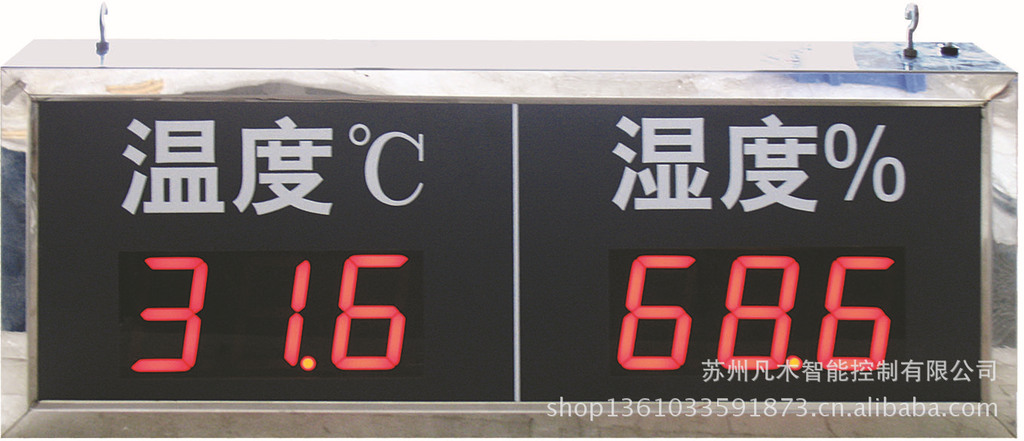 温度℃
湿度%
31.6
68.6
苏州凡木智能控制有限公司
shop1361033591873.cn.alibaba.com